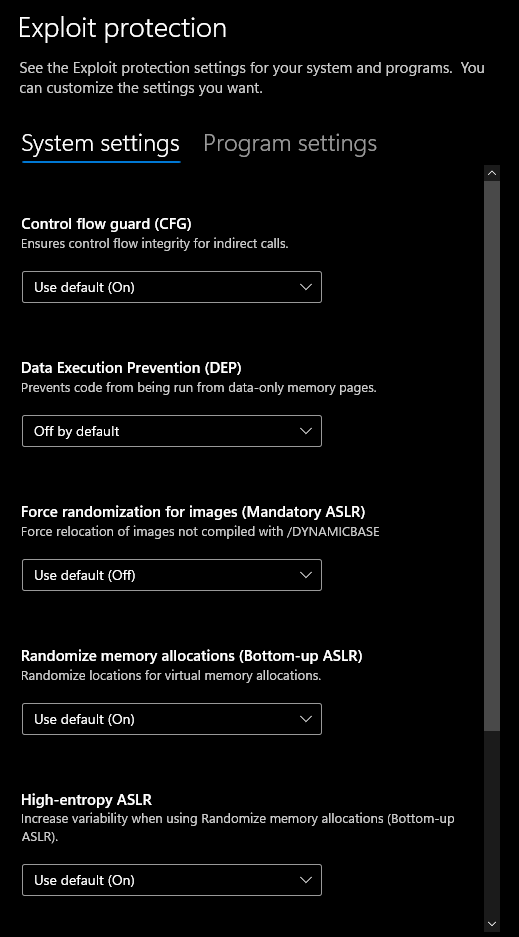 Exploit protection
See the Exploit protection settings for your system and programs.  You
can customize the settings you want.
System settings
Program settings
Control flow guard (CFG)
Ensures control flow integrity for indirect calls.
Use default (On)
Data Execution Prevention (DEP)
Prevents code from being run from data-only memory pages.
Off by default
Force randomization for images (Mandatory ASLR)
Force relocation of images not compiled with /DYNAMICBASE
Use default (Off)
Randomize memory allocations (Bottom-up ASLR)
Randomize locations for virtual memory allocations.
Use default (On)
High-entropy ASLR
Increase variability when using Randomize memory allocations (Bottom-up
ASLR).
Use default (On)